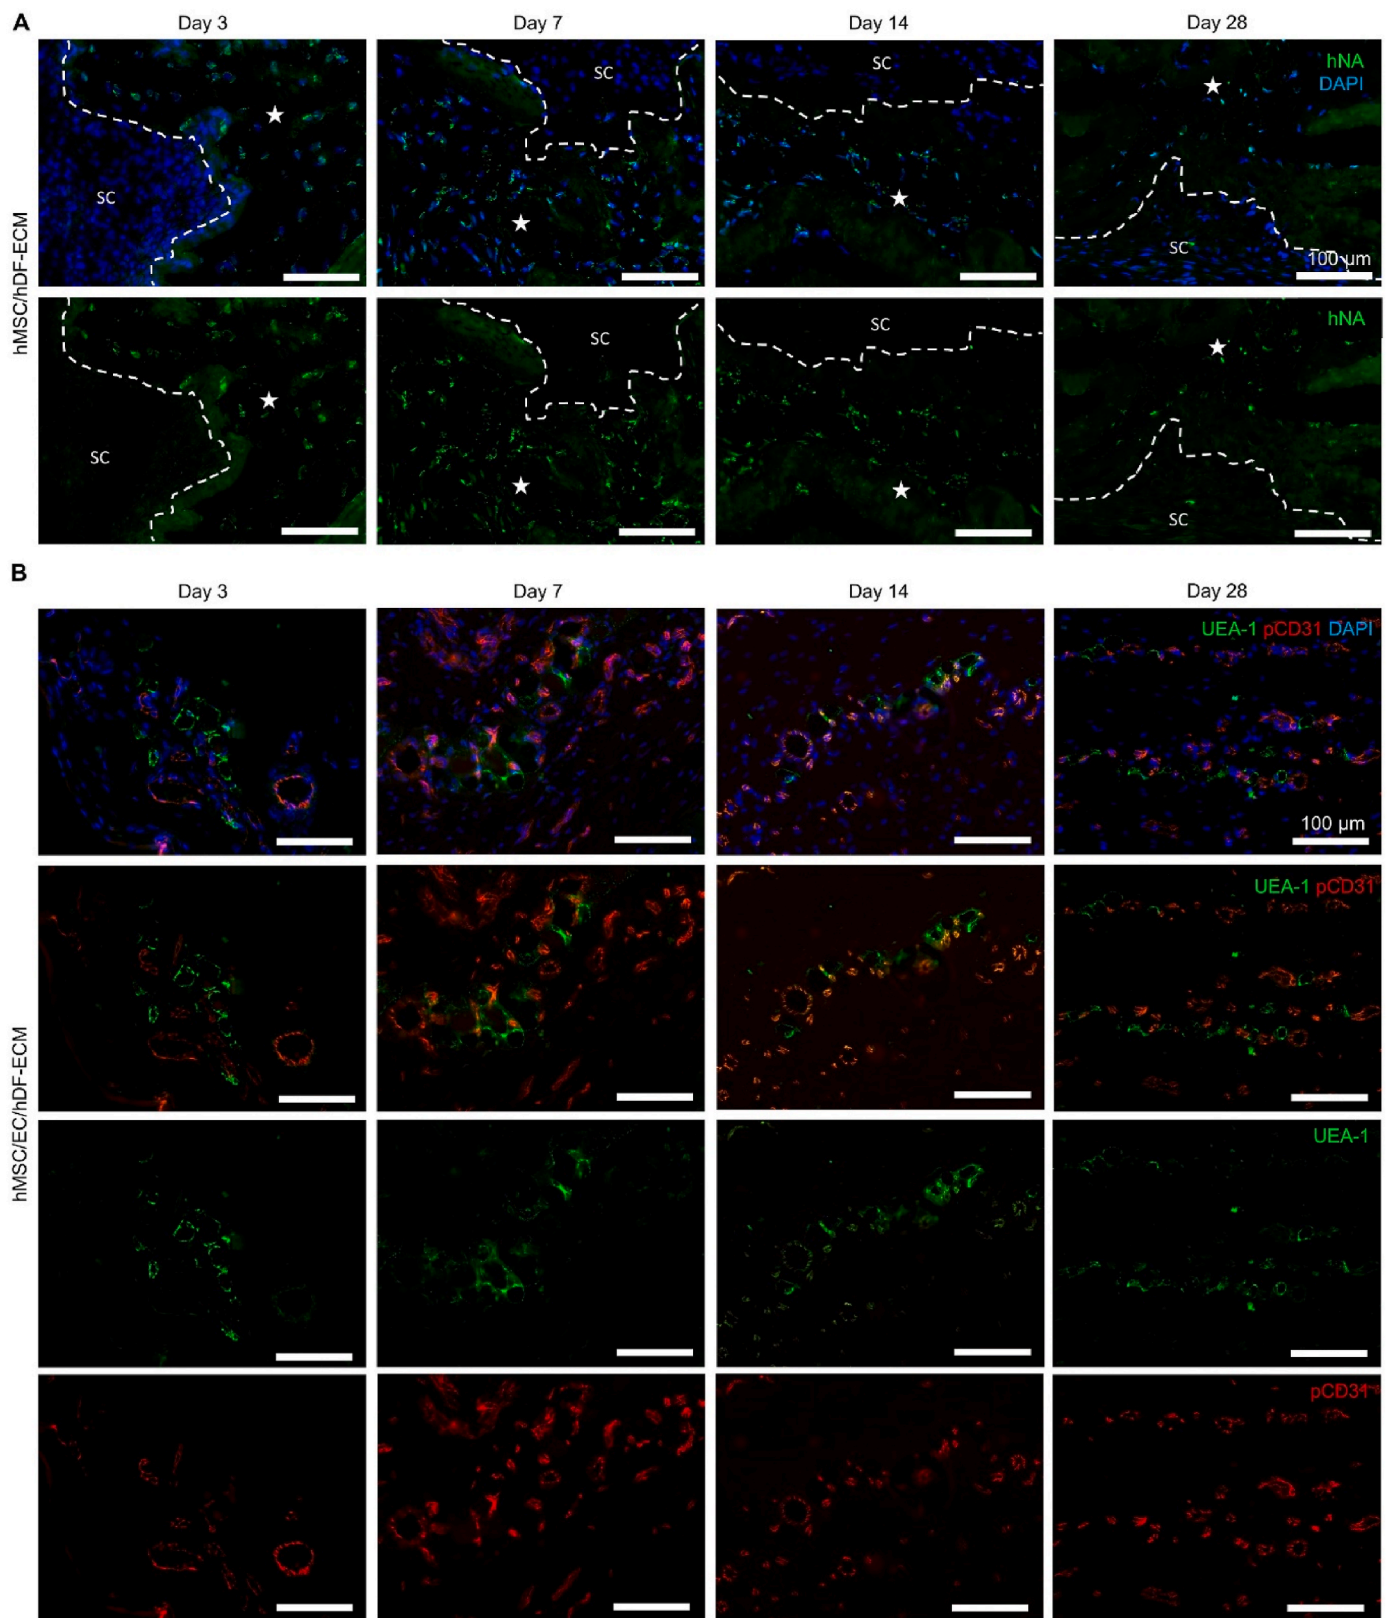 A
Day 3 Day 7 Day 14 Day 28
hMSC/hDF-ECM
SC SC SC hNA
DAPI
SC
100 µm
SC SC SC hNA
SC
B
Day 3 Day 7 Day 14 Day 28
hMSC/EC/hDF-ECM
UEA-1 pCD31 DAPI
100 µm
UEA-1 pCD31
UEA-1
pCD31